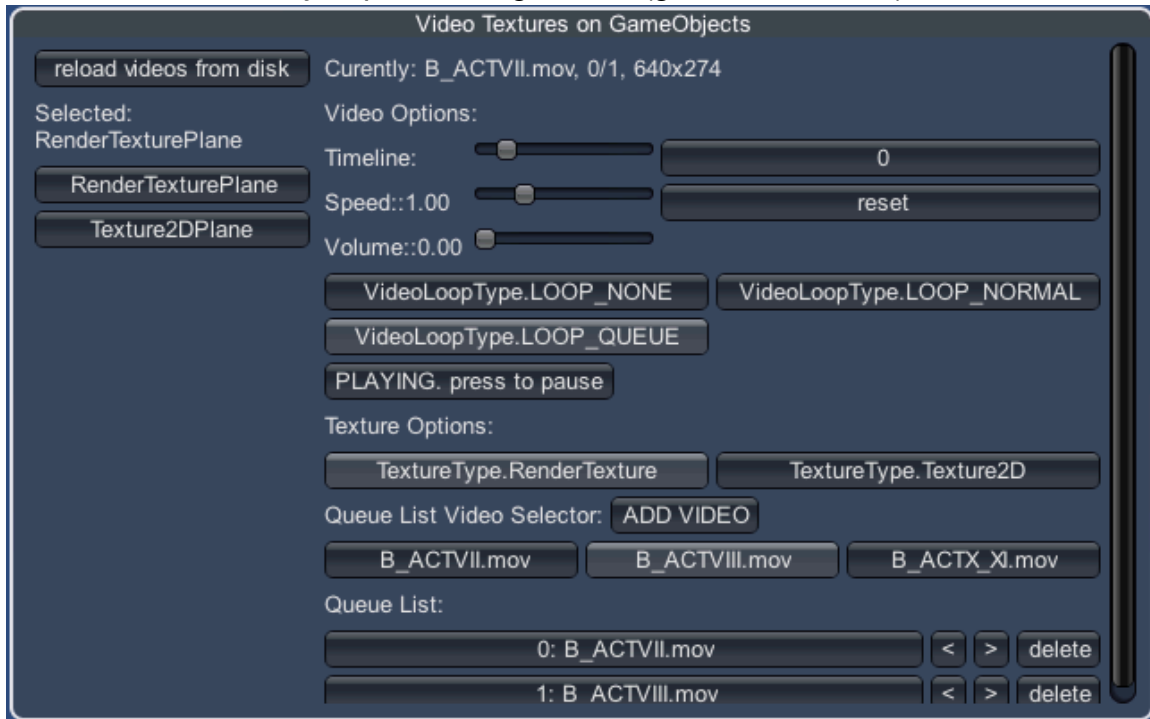 Video Textures on GameObjects
reload videos from disk
Selected:
RenderTexturePlane
RenderTexturePlane
Texture2DPlane
Curently: B_ACTVII.mov, 0/1, 640x274
Video Options:
Timeline: 0
Speed::1.00 reset
Volume::0.00
VideoLoopType.LOOP_NONE VideoLoopType.LOOP_NORMAL
VideoLoopType.LOOP_QUEUE
PLAYING. press to pause
Texture Options:
TextureType.RenderTexture TextureType.Texture2D
Queue List Video Selector: ADD VIDEO
B_ACTVII.mov B_ACTVIII.mov B_ACTX_XI.mov
Queue List:
0: B_ACTVII.mov < > delete
1: B_ACTVIII.mov < > delete